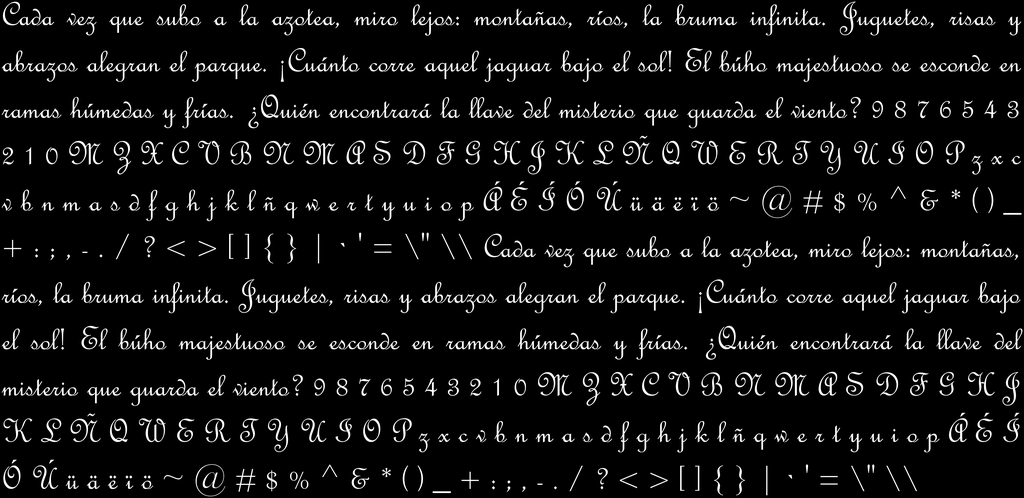 Cada vez que subo a la azotea, miro lejos: montañas, ríos, la bruma infinita. Juguetes, risas y
abrazos alegran el parque. ¡Cuánto corre aquel jaguar bajo el sol! El búho majestuoso se esconde en
ramas húmedas y frías. ¿Quién encontrará la llave del misterio que guarda el viento? 9 8 7 6 5 4 3
2 1 0 M Z X C V B N M A S D F G H J K L Ñ Q W E R T Y U I O P z x c
v b n m a s d f g h j k l ñ q w e r t y u i o p Á É Í Ó Ú ü ä ë ï ö ~ @ # $ % ^ & * ( ) _
+ : ; , - . / ? < > [ ] { } | ` ' = \" \\ Cada vez que subo a la azotea, miro lejos: montañas,
ríos, la bruma infinita. Juguetes, risas y abrazos alegran el parque. ¡Cuánto corre aquel jaguar bajo
el sol! El búho majestuoso se esconde en ramas húmedas y frías. ¿Quién encontrará la llave del
misterio que guarda el viento? 9 8 7 6 5 4 3 2 1 0 M Z X C V B N M A S D F G H J
K L Ñ Q W E R T Y U I O P z x c v b n m a s d f g h j k l ñ q w e r t y u i o p Á É Í
Ó Ú ü ä ë ï ö ~ @ # $ % ^ & * ( ) _ + : ; , - . / ? < > [ ] { } | ` ' = \" \\